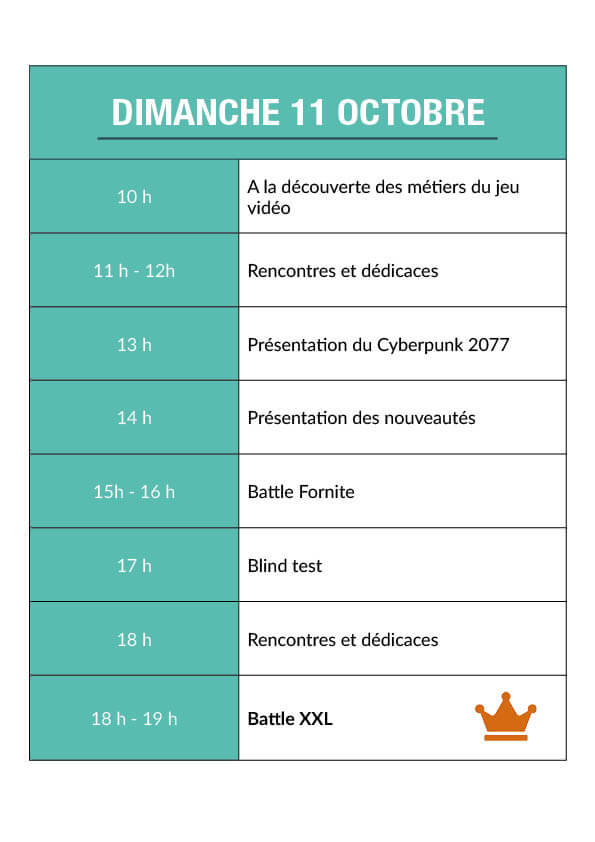 DIMANCHE 11 OCTOBRE
10 h
A la découverte des métiers du jeu
vidéo
11 h - 12h
Rencontres et dédicaces
13 h
Présentation du Cyberpunk 2077
14 h
Présentation des nouveautés
15h - 16 h
Battle Fornite
17 h
Blind test
18 h
Rencontres et dédicaces
18 h - 19 h
Battle XXL